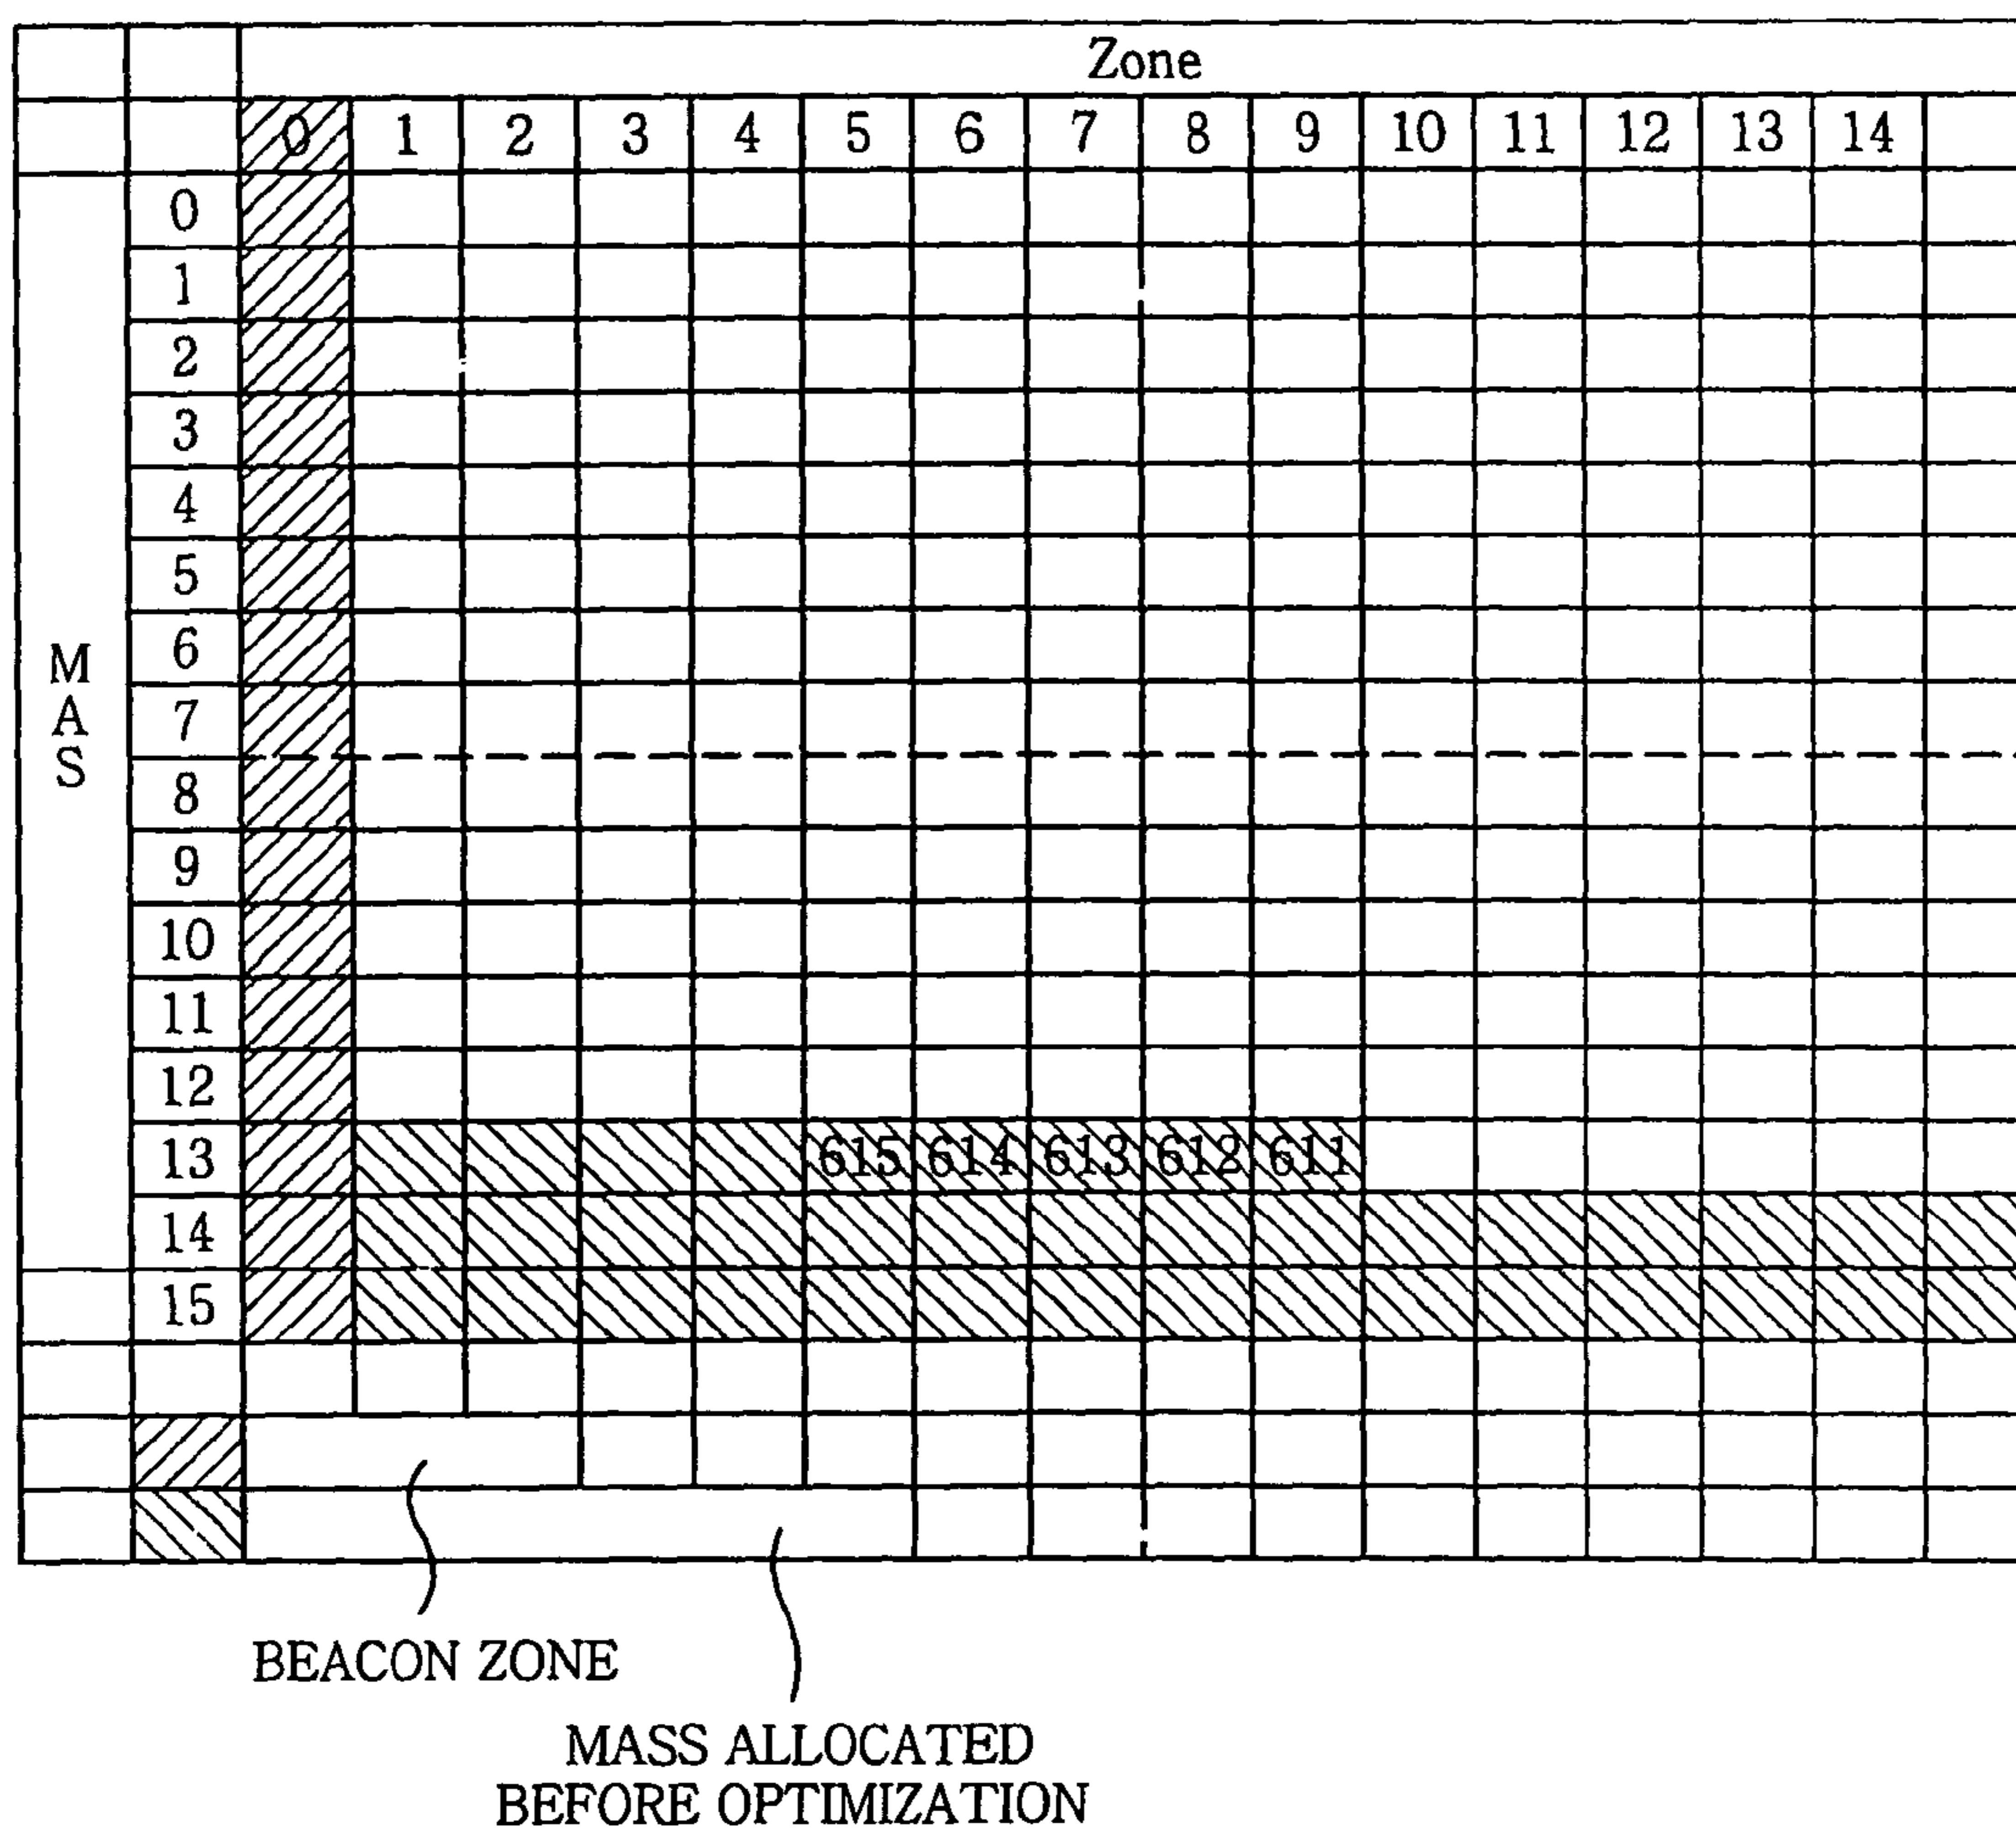 Zone
0 1 2 3 4 5 6 7 8 9 10 11 12 13 14
0
1
2
3
4
5
6
7
8
9
10
11
12
13 615 614 613 612 611
14
15
M
A
S
BEACON ZONE
MASS ALLOCATED
BEFORE OPTIMIZATION